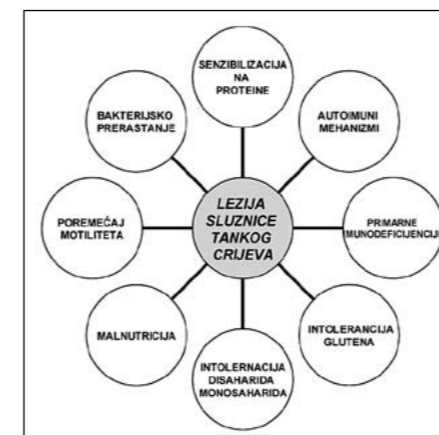 SENZIBILIZACIJA
NA
PROTEINE
BAKTERIJSKO
PRERASTANJE
AUTOIMUNI
MEHANIZMI
LEZIJA
SLUZNICE
TANKOG
CRIJEVA
POREMEĆAJ
MOTILITETA
PRIMARNE
MUNODEFICIJENCIJE
MALNUTRICIJA
INTOLERANCIJA
GLUTENA
INTOLERNACIJA
DISAHARIDA
MONOSAHARIDA